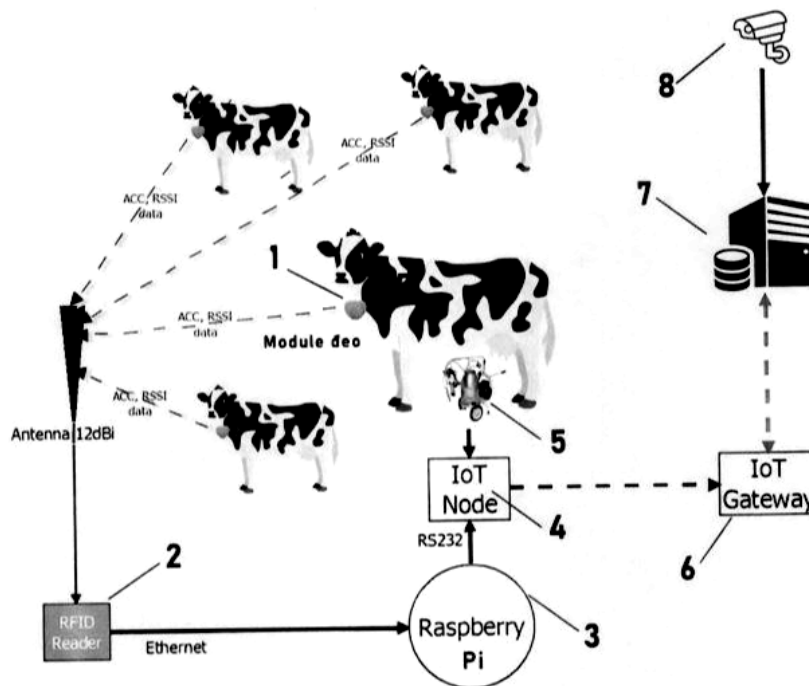 8
ACC, RSSI
data
ACC, RSSI
data
7
1
ACC, RSSI
data
Module đeo
ACC, RSSI
data
Antenna 12dBi
5
IoT
Node
IoT
Gateway
4
RS232
6
2
RFID
Reader
Ethernet
Raspberry
Pi
3